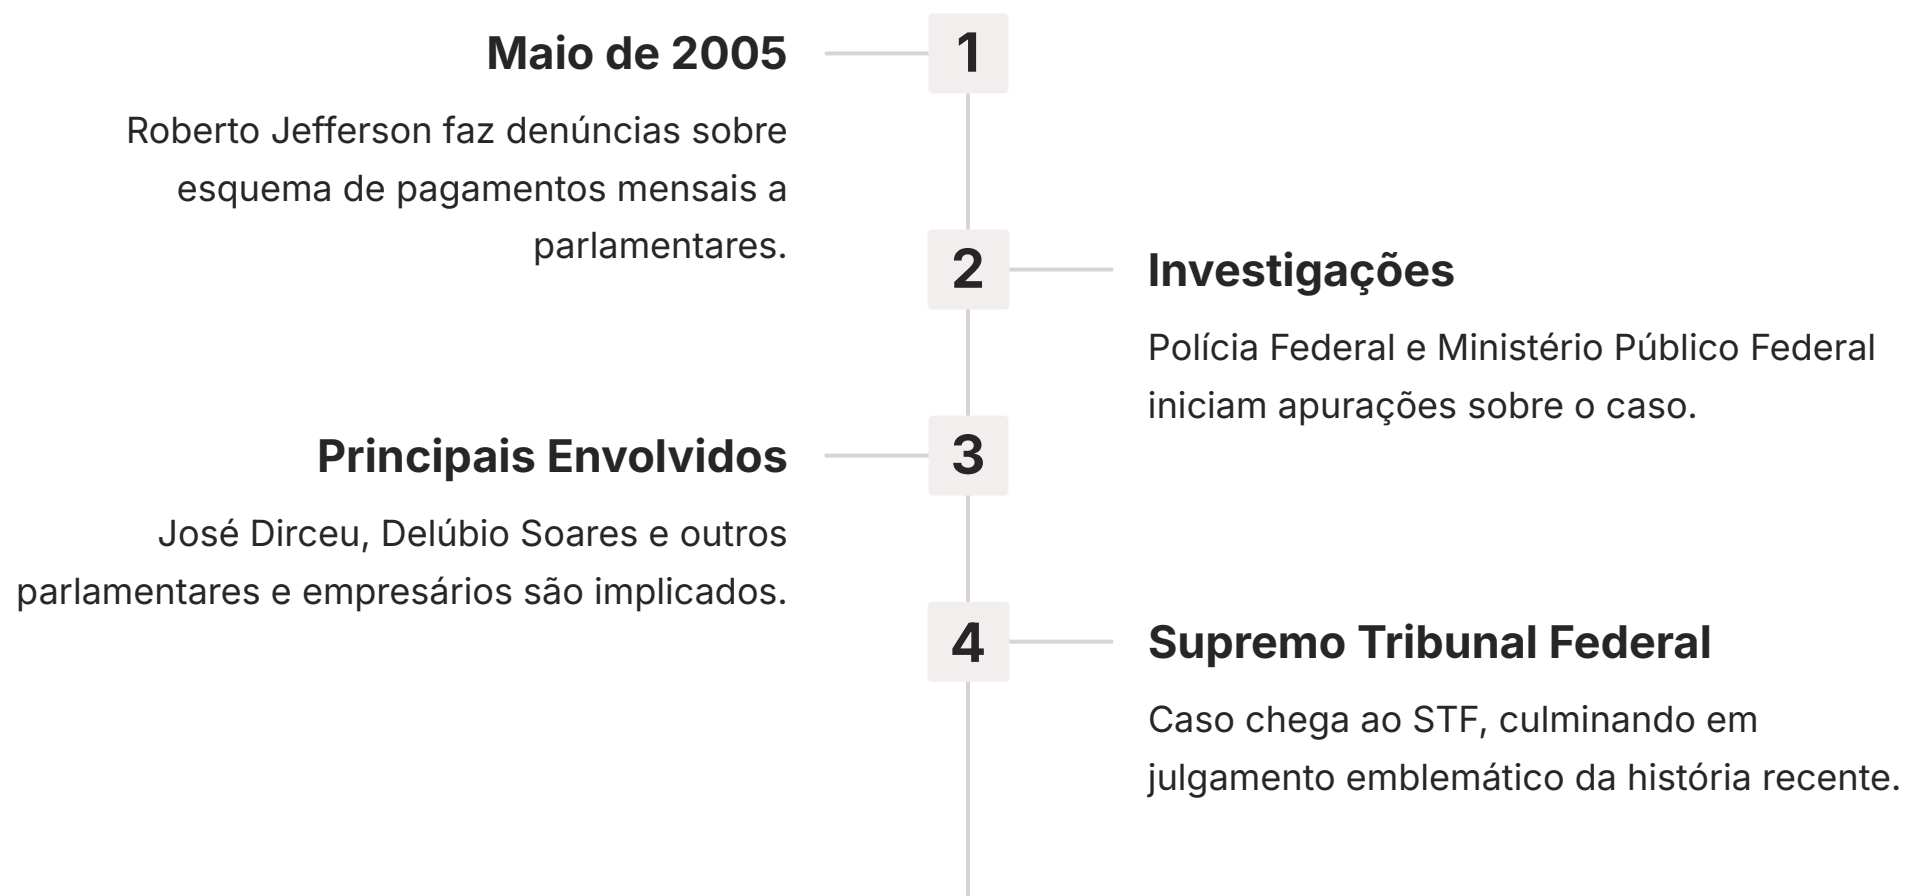 Maio de 2005
1
Roberto Jefferson faz denúncias sobre
esquema de pagamentos mensais a
parlamentares.
2
Investigações
Polícia Federal e Ministério Público Federal
iniciam apurações sobre o caso.
Principais Envolvidos
3
José Dirceu, Delúbio Soares e outros
parlamentares e empresários são implicados.
4
Supremo Tribunal Federal
Caso chega ao STF, culminando em
julgamento emblemático da história recente.